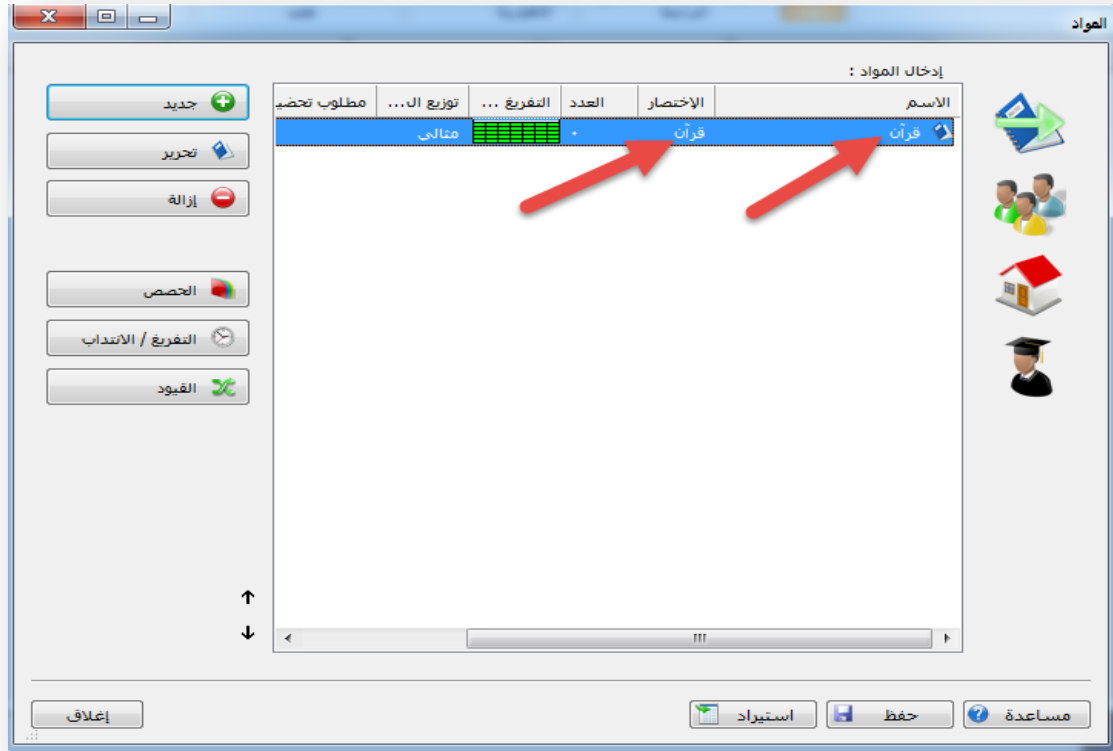 المواد
إدخال المواد :
الاسم الإختصار العدد التفريغ ... توزيع ال... مطلوب تحضي
قرآن قرآن ٠ مثالي
جديد
تحرير
إزالة
الحصص
التفريغ / الانتداب
القيود
مساعدة حفظ استيراد إغلاق